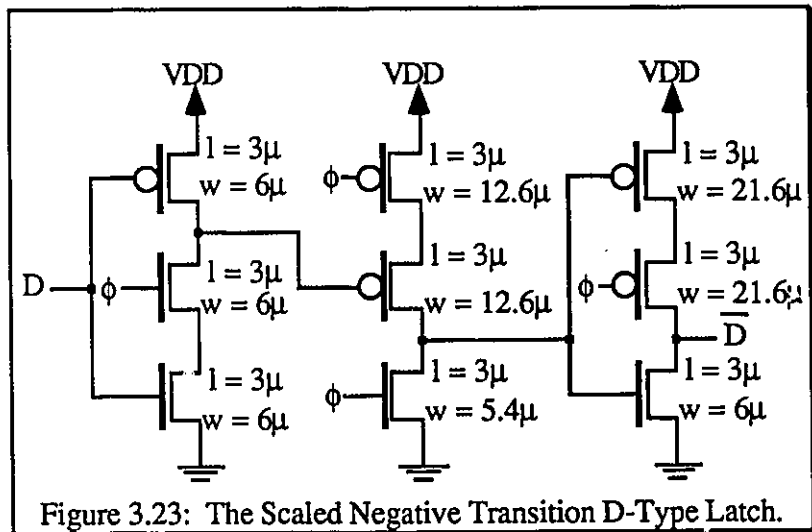 VDD
VDD
VDD
l = 3μ
w = 6μ
ϕ
l = 3μ
w = 12.6μ
l = 3μ
w = 21.6μ
D
ϕ
l = 3μ
w = 6μ
l = 3μ
w = 12.6μ
ϕ
l = 3μ
w = 21.6μ
D̅
l = 3μ
w = 6μ
ϕ
l = 3μ
w = 5.4μ
l = 3μ
w = 6μ
Figure 3.23: The Scaled Negative Transition D-Type Latch.